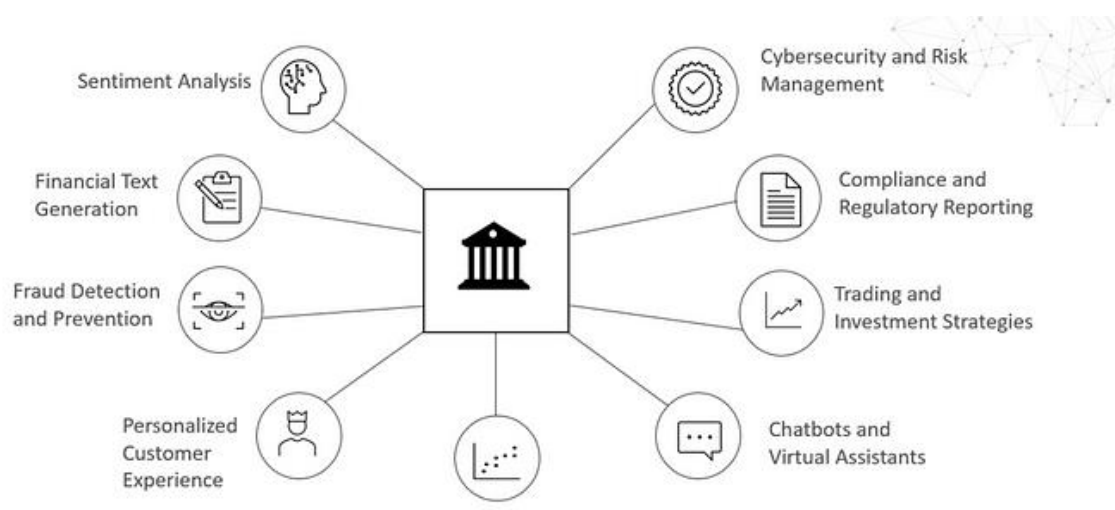 Sentiment Analysis
Financial Text
Generation
Fraud Detection
and Prevention
Personalized
Customer
Experience
Cybersecurity and Risk
Management
Compliance and
Regulatory Reporting
Trading and
Investment Strategies
Chatbots and
Virtual Assistants